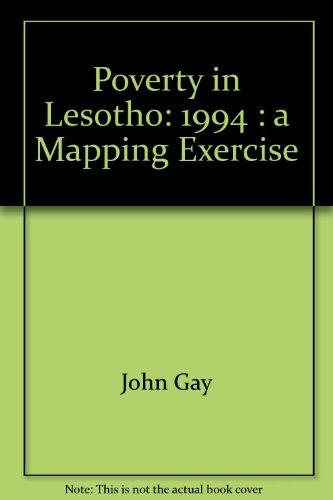 Poverty in
Lesotho: 1994 : a
Mapping Exercise
John Gay
Note: This is not the actual book cover